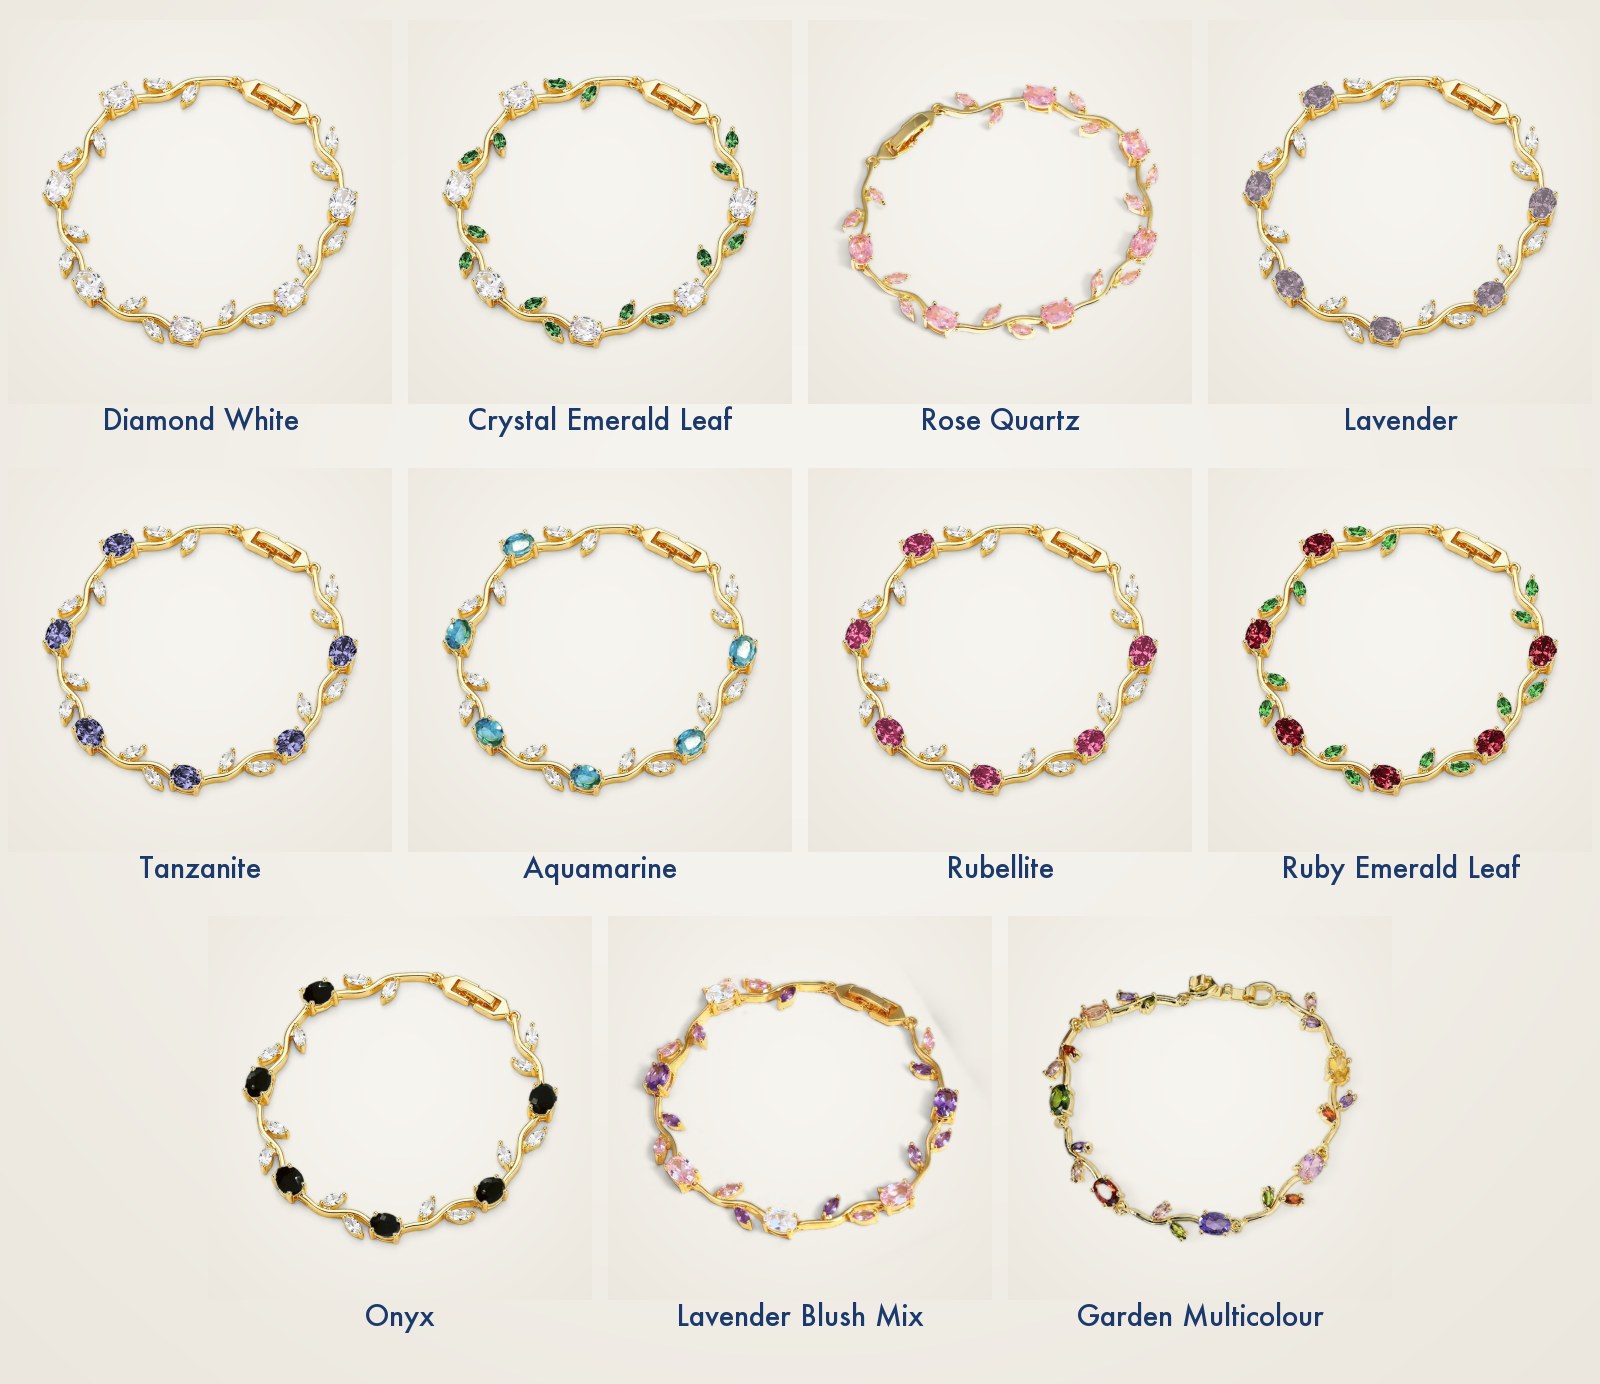 Diamond White
Crystal Emerald Leaf
Rose Quartz
Lavender
Tanzanite
Aquamarine
Rubellite
Ruby Emerald Leaf
Onyx
Lavender Blush Mix
Garden Multicolour